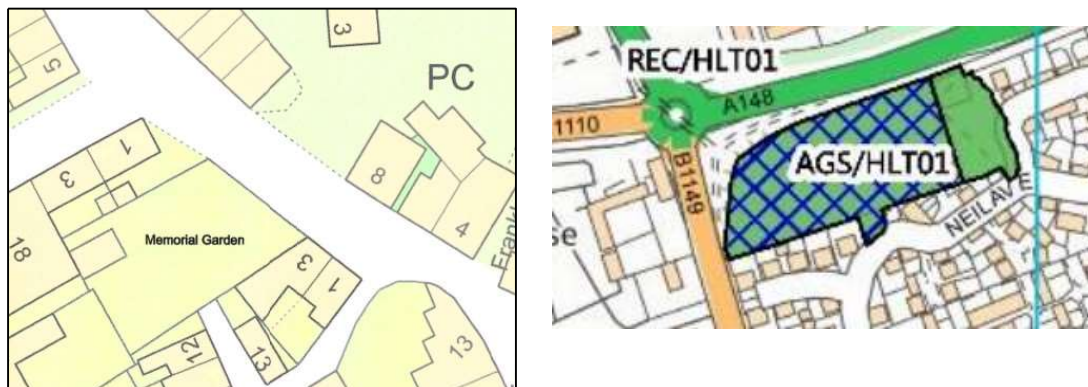 3
5
PC
1
3
8
18
Memorial Garden
4
Frankl
3
1
12
13
13
REC/HLT01
A148
1110
AGS/HLT01
B1149
se
NEIL AVE